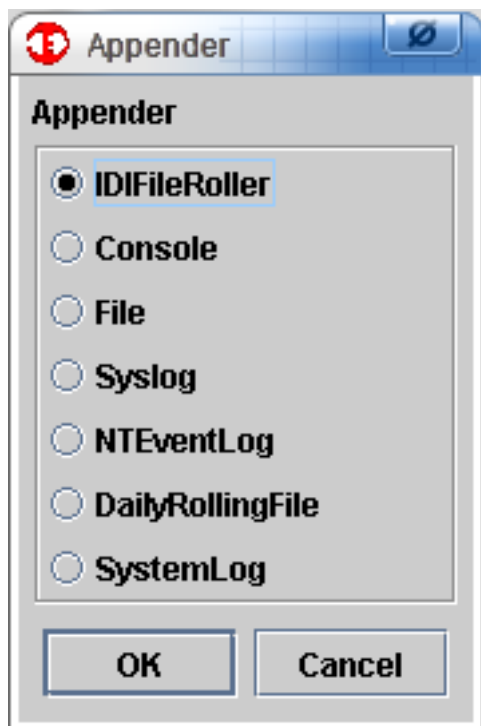 Appender
Appender
IDIFileRoller
Console
File
Syslog
NTEventLog
DailyRollingFile
SystemLog
OK Cancel